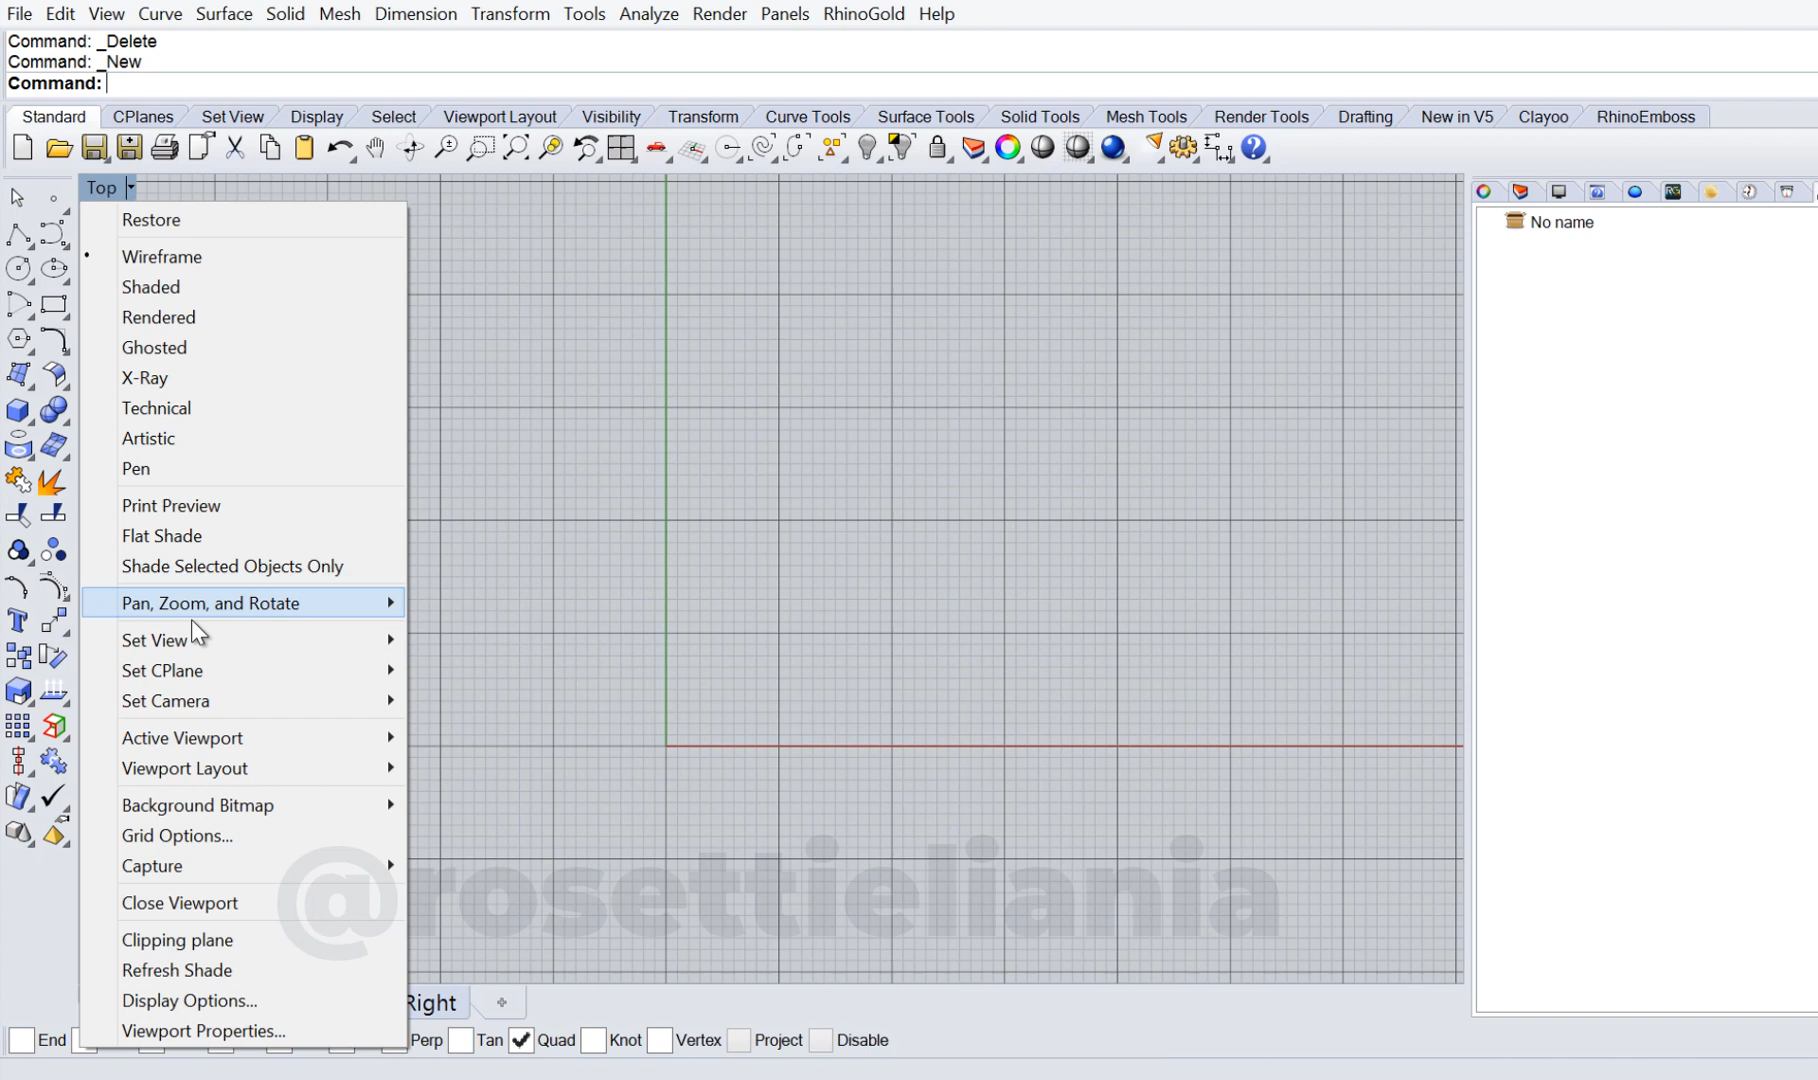 File Edit View Curve Surface Solid Mesh Dimension Transform Tools Analyze Render Panels RhinoGold Help
Command: _Delete
Command: _New
Command:
Standard CPlanes Set View Display Select Viewport Layout Visibility Transform Curve Tools Surface Tools Solid Tools Mesh Tools Render Tools Drafting New in V5 Clayoo RhinoEmboss
Top
Restore
Wireframe
Shaded
Rendered
Ghosted
X-Ray
Technical
Artistic
Pen
Print Preview
Flat Shade
Shade Selected Objects Only
Pan, Zoom, and Rotate
Set View
Set CPlane
Set Camera
Active Viewport
Viewport Layout
Background Bitmap
Grid Options...
Capture
Close Viewport
Clipping plane
Refresh Shade
Display Options...
Viewport Properties...
No name
@rosettieliania
Right
End Perp Tan Quad Knot Vertex Project Disable